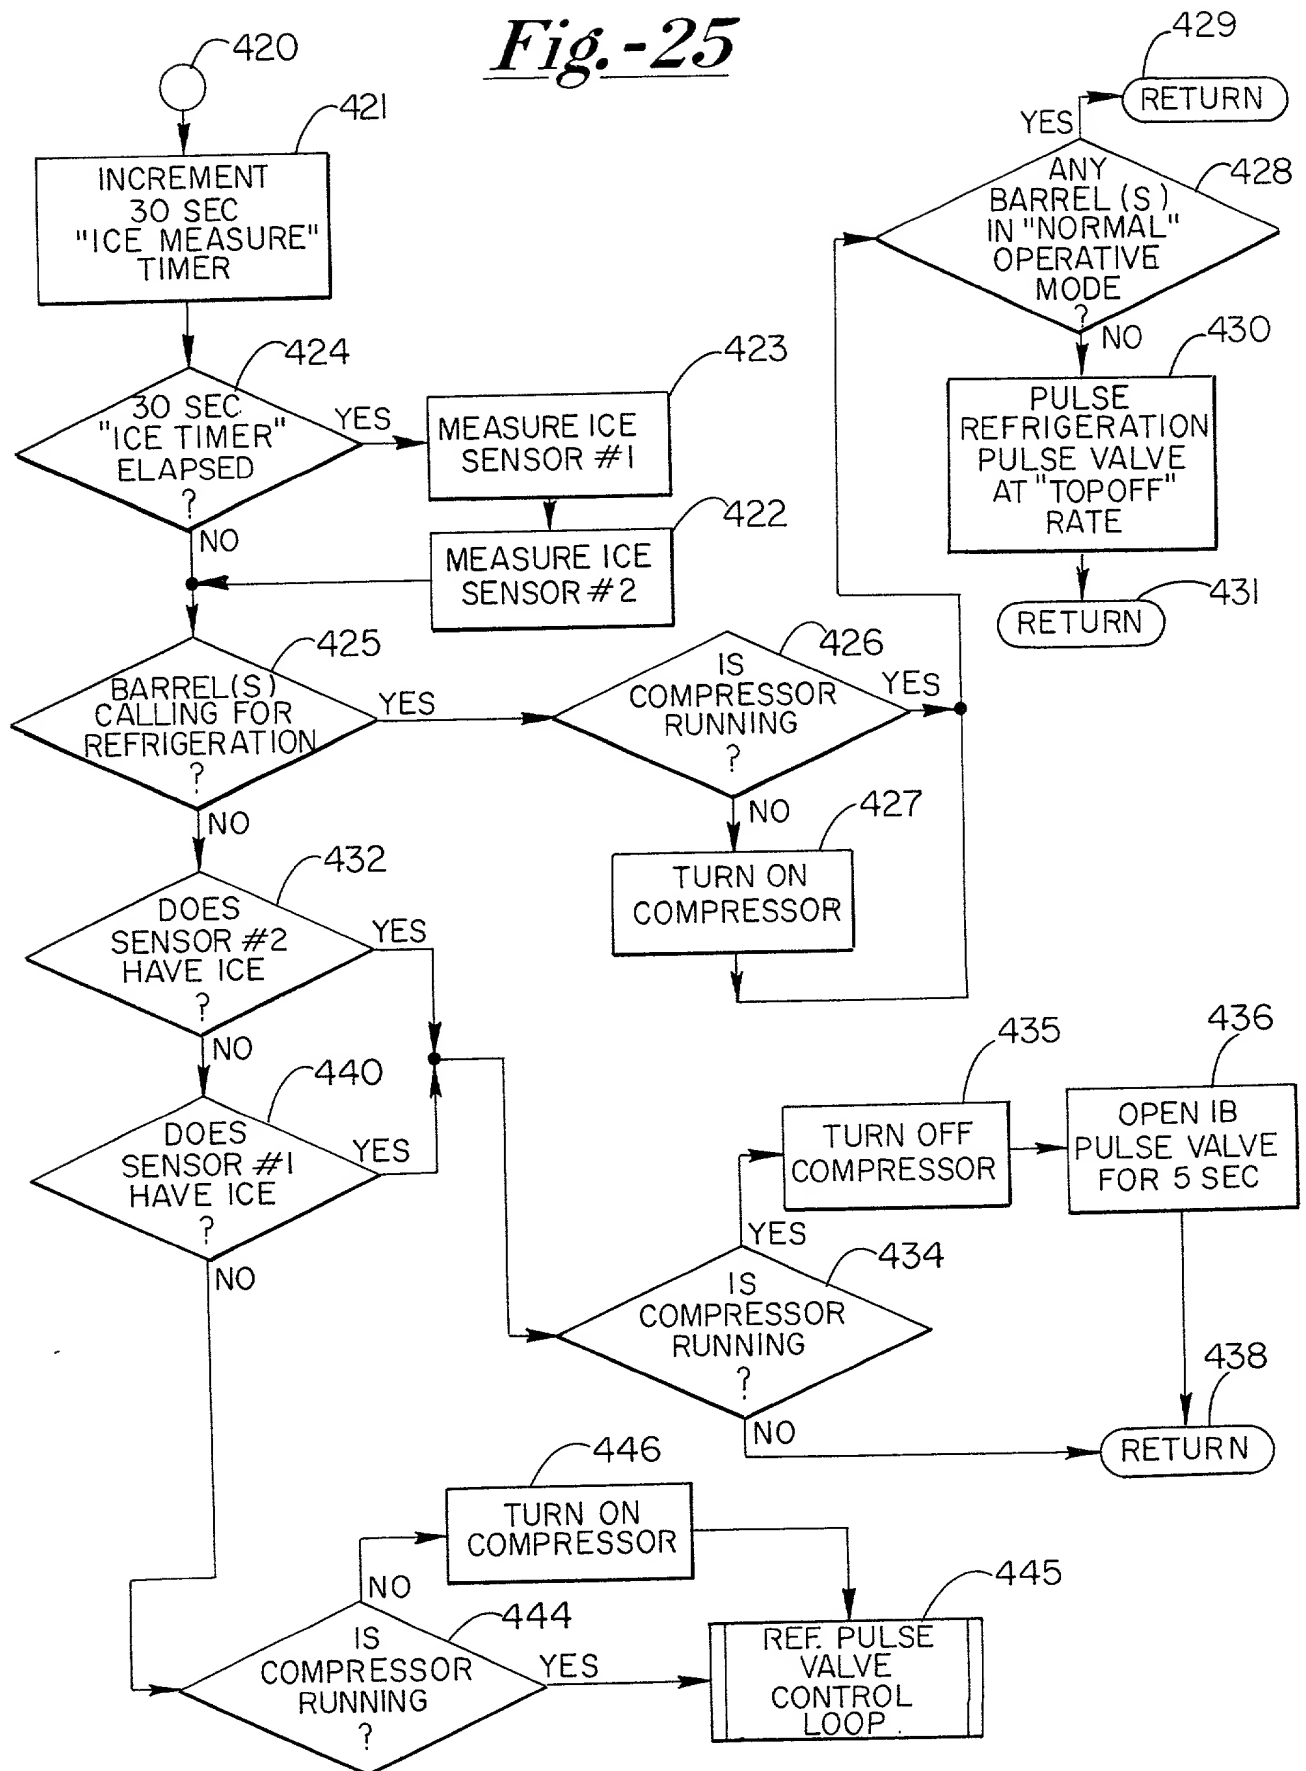 Fig.-25
420
421
INCREMENT
30 SEC
"ICE MEASURE"
TIMER
424
30 SEC
"ICE TIMER"
ELAPSED
?
YES
NO
423
MEASURE ICE
SENSOR #1
422
MEASURE ICE
SENSOR #2
425
BARREL(S)
CALLING FOR
REFRIGERATION
?
YES
NO
426
IS
COMPRESSOR
RUNNING
?
YES
NO
427
TURN ON
COMPRESSOR
429
RETURN
YES
428
ANY
BARREL(S)
IN "NORMAL"
OPERATIVE
MODE
?
NO
430
PULSE
REFRIGERATION
PULSE VALVE
AT "TOPOFF"
RATE
431
RETURN
432
DOES
SENSOR #2
HAVE ICE
?
YES
NO
440
DOES
SENSOR #1
HAVE ICE
?
YES
NO
435
TURN OFF
COMPRESSOR
436
OPEN IB
PULSE VALVE
FOR 5 SEC
YES
434
IS
COMPRESSOR
RUNNING
?
NO
438
RETURN
446
TURN ON
COMPRESSOR
NO
444
IS
COMPRESSOR
RUNNING
?
YES
445
REF. PULSE
VALVE
CONTROL
LOOP